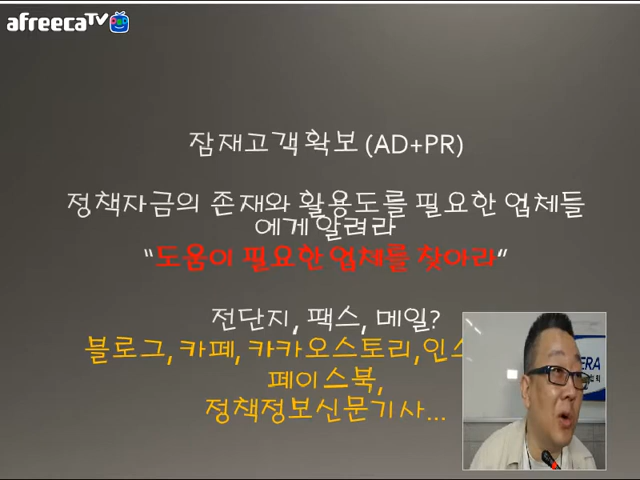 afreecaTV
잠재고객확보 (AD+PR)
정책자금의 존재와 활용도를 필요한 업체들
에게알려라
“도움이 필요한 업체를 찾아라”
전단지, 팩스, 메일?
블로그, 카페, 카카오스토리,
페이스북,
정책정보신문기사...